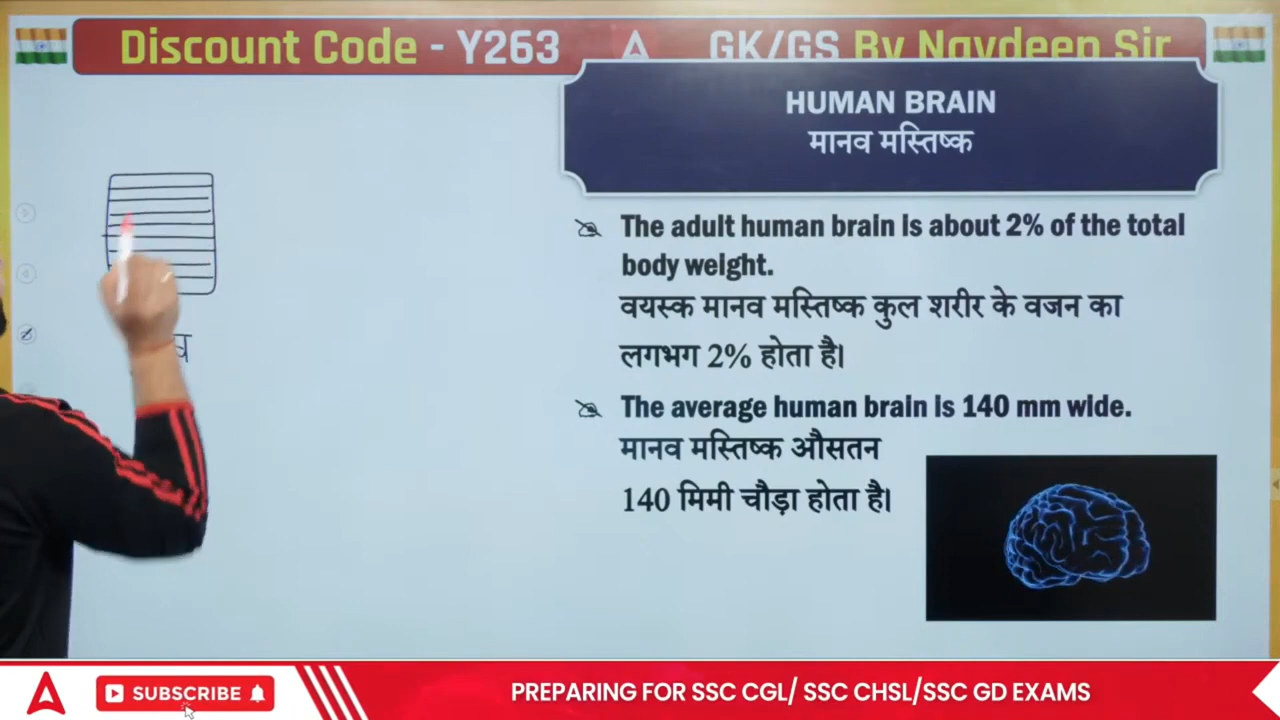 Discount Code - Y263
GK/GS By Navdeep Sir
HUMAN BRAIN
मानव मस्तिष्क
The adult human brain is about 2% of the total
body weight.
वयस्क मानव मस्तिष्क कुल शरीर के वजन का
लगभग 2% होता है।
The average human brain is 140 mm wide.
मानव मस्तिष्क औसतन
140 मिमी चौड़ा होता है।
SUBSCRIBE
PREPARING FOR SSC CGL/ SSC CHSL/SSC GD EXAMS